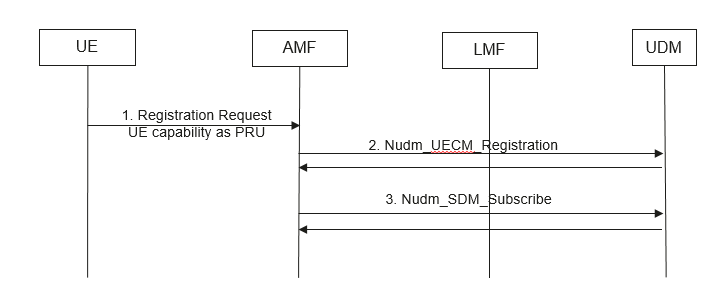 UE
AMF
LMF
UDM
1. Registration Request
UE capability as PRU
2. Nudm_UECM_Registration
3. Nudm_SDM_Subscribe